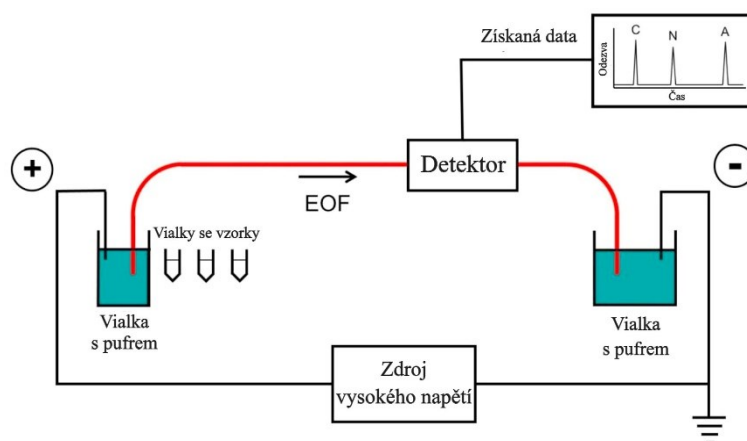 Získaná data
C N A
Odezva
Čas
+
-
Detektor
EOF
Vialky se vzorky
Vialka
s pufrem
Vialka
s pufrem
Zdroj
vysokého napětí